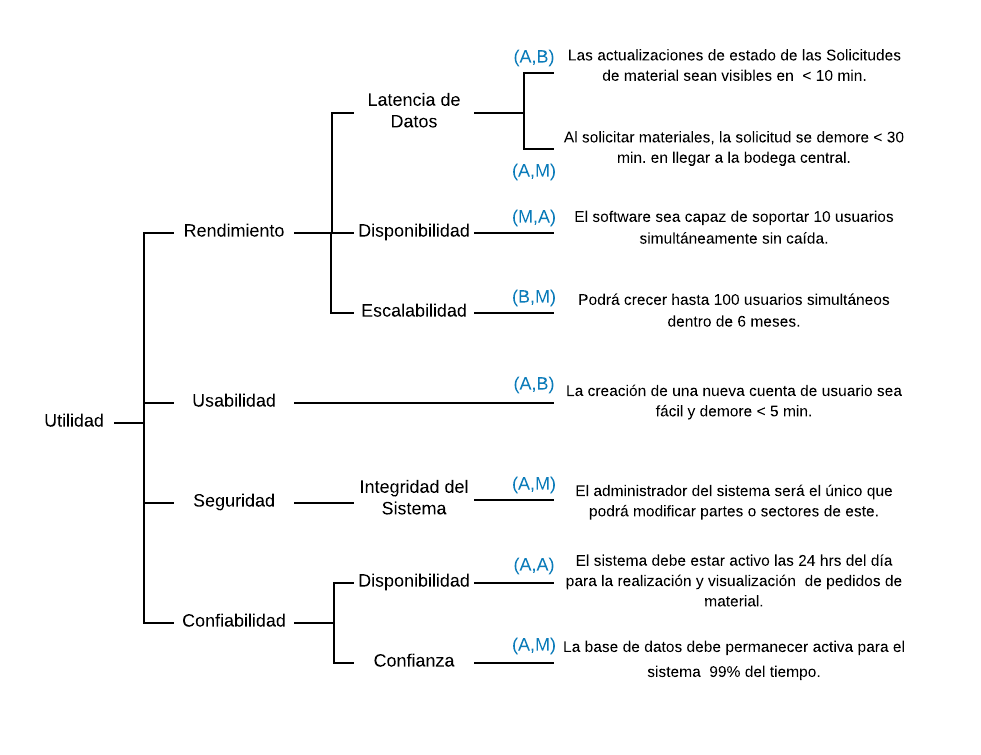 (A,B)
Las actualizaciones de estado de las Solicitudes
de material sean visibles en  < 10 min.
Latencia de
Datos
Al solicitar materiales, la solicitud se demore < 30
min. en llegar a la bodega central.
(A,M)
(M,A)
El software sea capaz de soportar 10 usuarios
simultáneamente sin caída.
Rendimiento
Disponibilidad
(B,M)
Podrá crecer hasta 100 usuarios simultáneos
dentro de 6 meses.
Escalabilidad
(A,B)
La creación de una nueva cuenta de usuario sea
fácil y demore < 5 min.
Usabilidad
Utilidad
(A,M)
Integridad del
Sistema
El administrador del sistema será el único que
podrá modificar partes o sectores de este.
Seguridad
(A,A)
El sistema debe estar activo las 24 hrs del día
para la realización y visualización  de pedidos de
material.
Disponibilidad
Confiabilidad
(A,M)
La base de datos debe permanecer activa para el
sistema  99% del tiempo.
Confianza